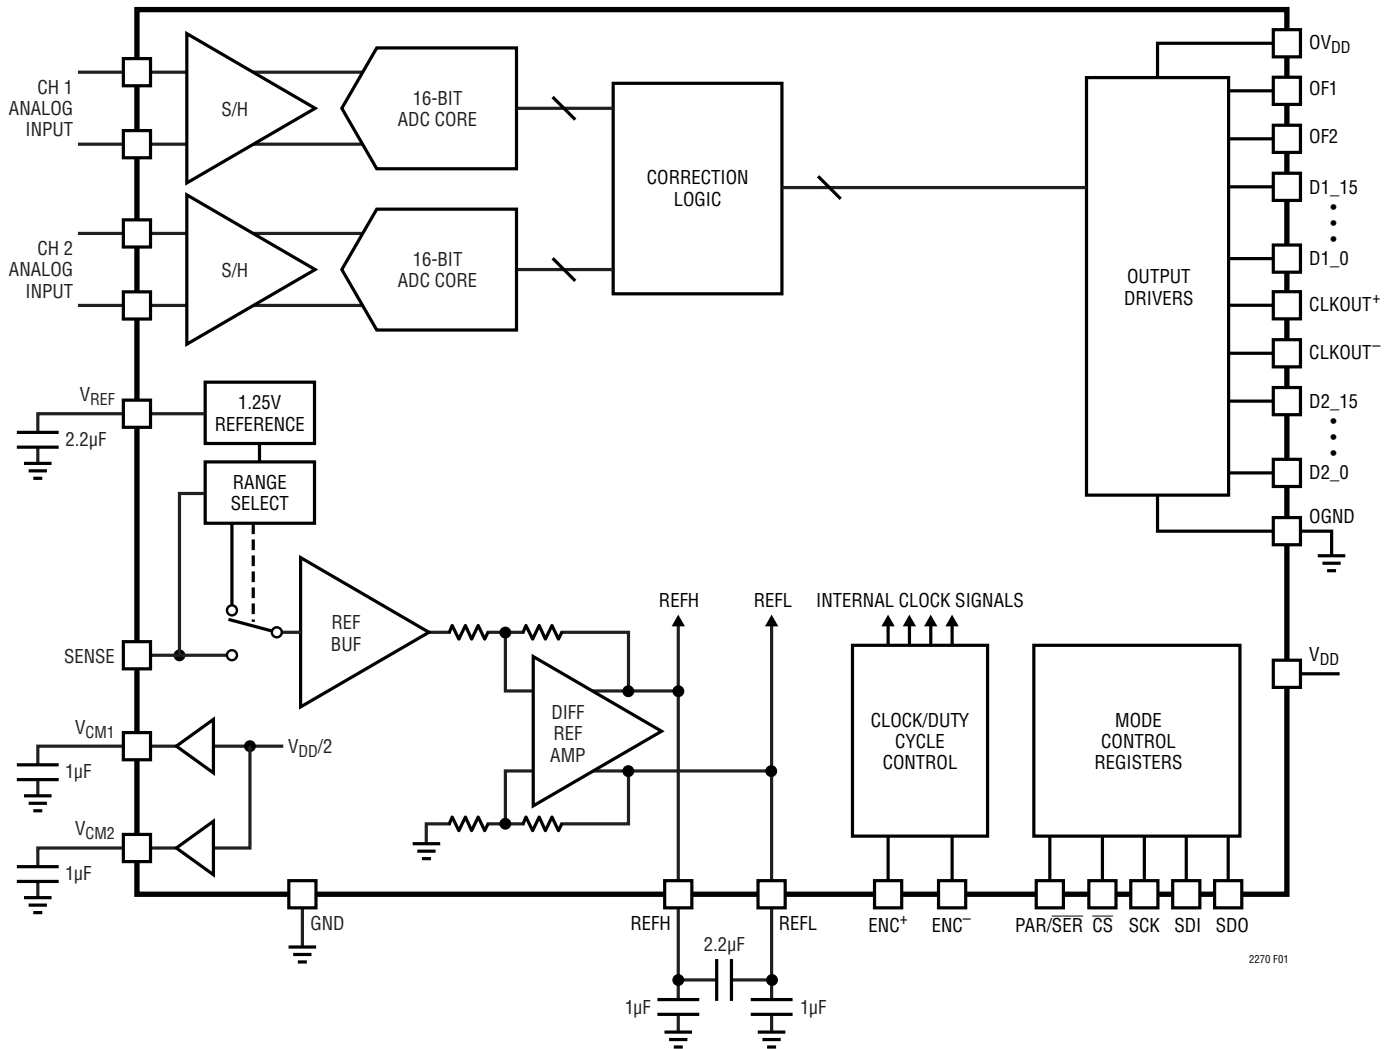 CH 1
ANALOG
INPUT
S/H
16-BIT
ADC CORE
CORRECTION
LOGIC
CH 2
ANALOG
INPUT
S/H
16-BIT
ADC CORE
OUTPUT
DRIVERS
OVDD
OF1
OF2
D1_15
D1_0
CLKOUT+
CLKOUT–
D2_15
D2_0
OGND
VDD
VREF
2.2µF
1.25V
REFERENCE
RANGE
SELECT
SENSE
REF
BUF
VCM1
1µF
VDD/2
VCM2
1µF
DIFF
REF
AMP
REFH
REFL
INTERNAL CLOCK SIGNALS
CLOCK/DUTY
CYCLE
CONTROL
MODE
CONTROL
REGISTERS
GND
REFH
REFL
2.2µF
1µF
1µF
ENC+
ENC–
PAR/S̅E̅R̅
C̅S̅
SCK
SDI
SDO
2270 F01